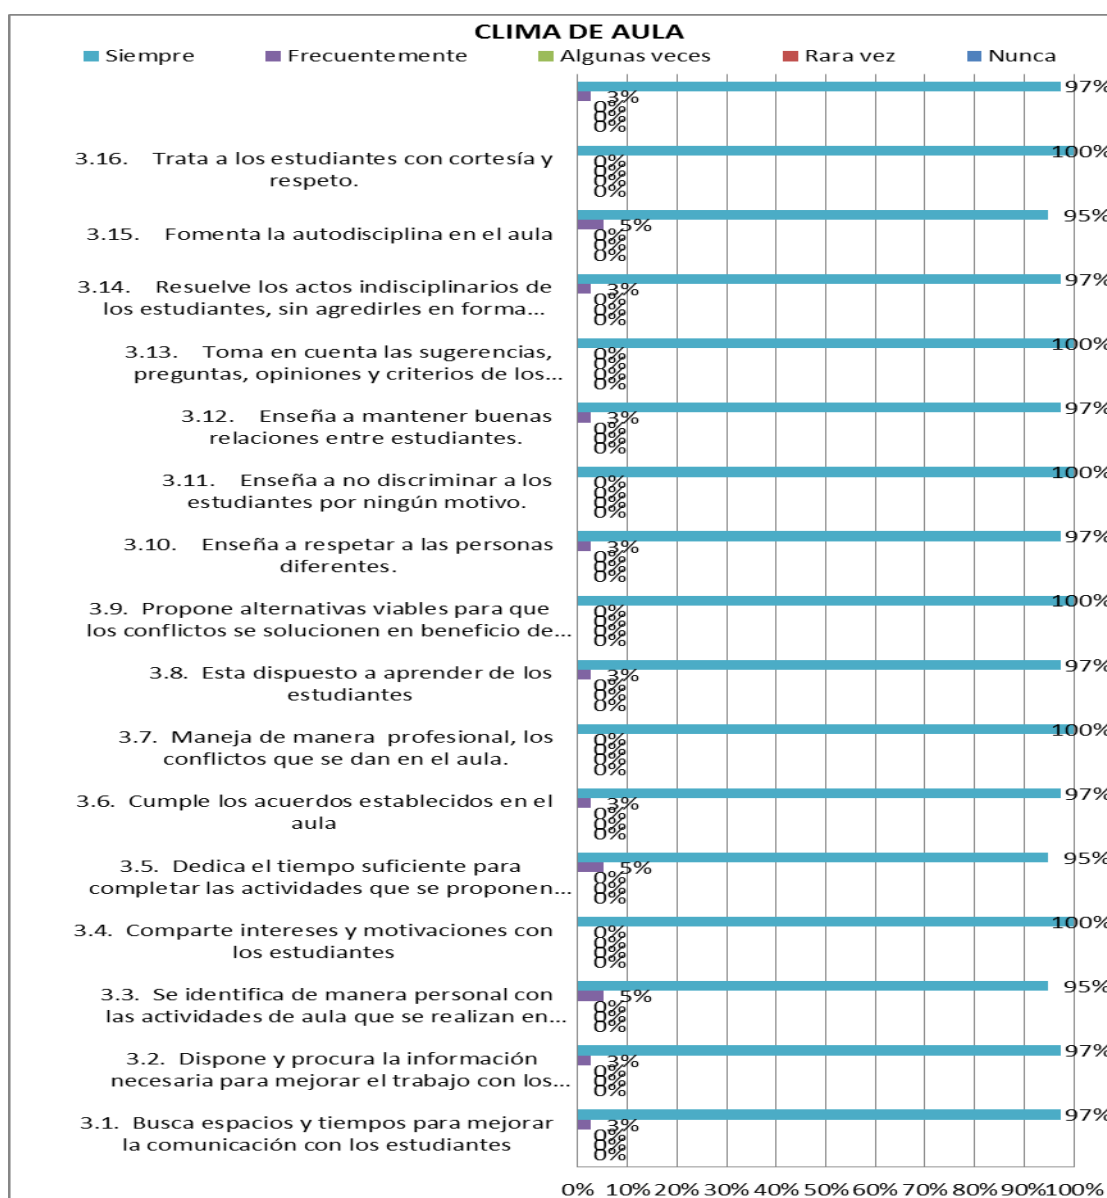 CLIMA DE AULA
Siempre Frecuentemente Algunas veces Rara vez Nunca
97%
3%
0%
0%
0%
3.16. Trata a los estudiantes con cortesía y
respeto.
100%
0%
0%
0%
0%
3.15. Fomenta la autodisciplina en el aula
95%
5%
0%
0%
0%
3.14. Resuelve los actos indisciplinarios de
los estudiantes, sin agredirles en forma...
97%
3%
0%
0%
0%
3.13. Toma en cuenta las sugerencias,
preguntas, opiniones y criterios de los...
100%
0%
0%
0%
0%
3.12. Enseña a mantener buenas
relaciones entre estudiantes.
97%
3%
0%
0%
0%
3.11. Enseña a no discriminar a los
estudiantes por ningún motivo.
100%
0%
0%
0%
0%
3.10. Enseña a respetar a las personas
diferentes.
97%
3%
0%
0%
0%
3.9. Propone alternativas viables para que
los conflictos se solucionen en beneficio de...
100%
0%
0%
0%
0%
3.8. Esta dispuesto a aprender de los
estudiantes
97%
3%
0%
0%
0%
3.7. Maneja de manera profesional, los
conflictos que se dan en el aula.
100%
0%
0%
0%
0%
3.6. Cumple los acuerdos establecidos en el
aula
97%
3%
0%
0%
0%
3.5. Dedica el tiempo suficiente para
completar las actividades que se proponen...
95%
5%
0%
0%
0%
3.4. Comparte intereses y motivaciones con
los estudiantes
100%
0%
0%
0%
0%
3.3. Se identifica de manera personal con
las actividades de aula que se realizan en...
95%
5%
0%
0%
0%
3.2. Dispone y procura la información
necesaria para mejorar el trabajo con los...
97%
3%
0%
0%
0%
3.1. Busca espacios y tiempos para mejorar
la comunicación con los estudiantes
97%
3%
0%
0%
0%
0% 10% 20% 30% 40% 50% 60% 70% 80% 90% 100%